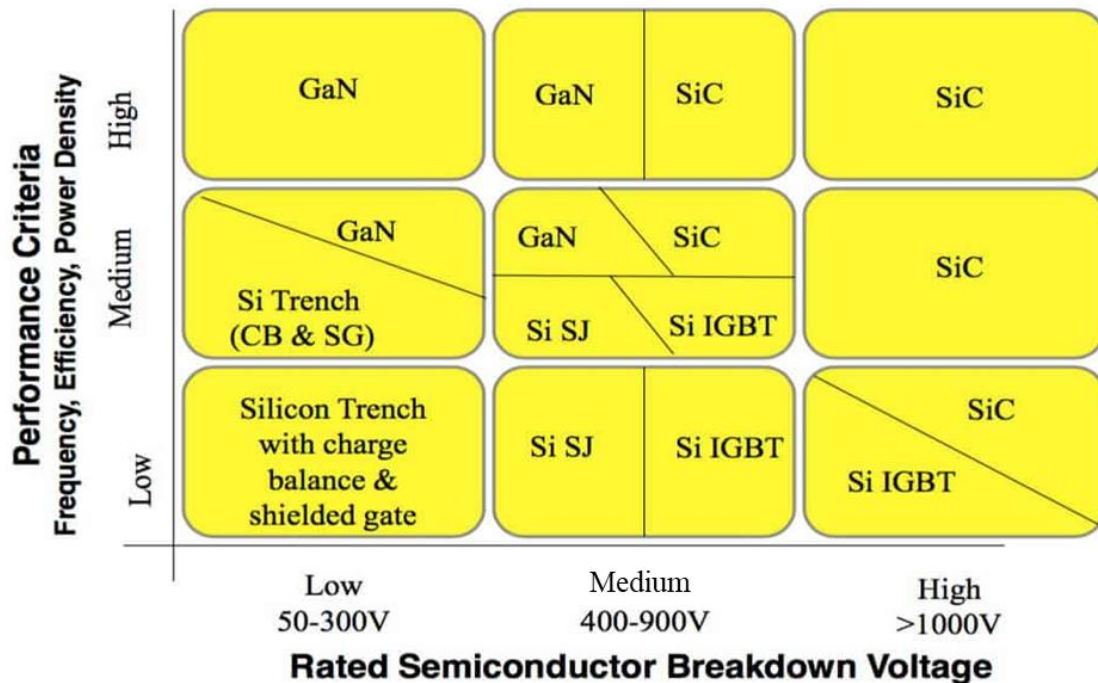 Performance Criteria
Frequency, Efficiency, Power Density
High
GaN
GaN
SiC
SiC
Medium
GaN
Si Trench
(CB & SG)
GaN
SiC
Si SJ
Si IGBT
SiC
Low
Silicon Trench
with charge
balance &
shielded gate
Si SJ
Si IGBT
SiC
Si IGBT
Low
50-300V
Medium
400-900V
High
>1000V
Rated Semiconductor Breakdown Voltage